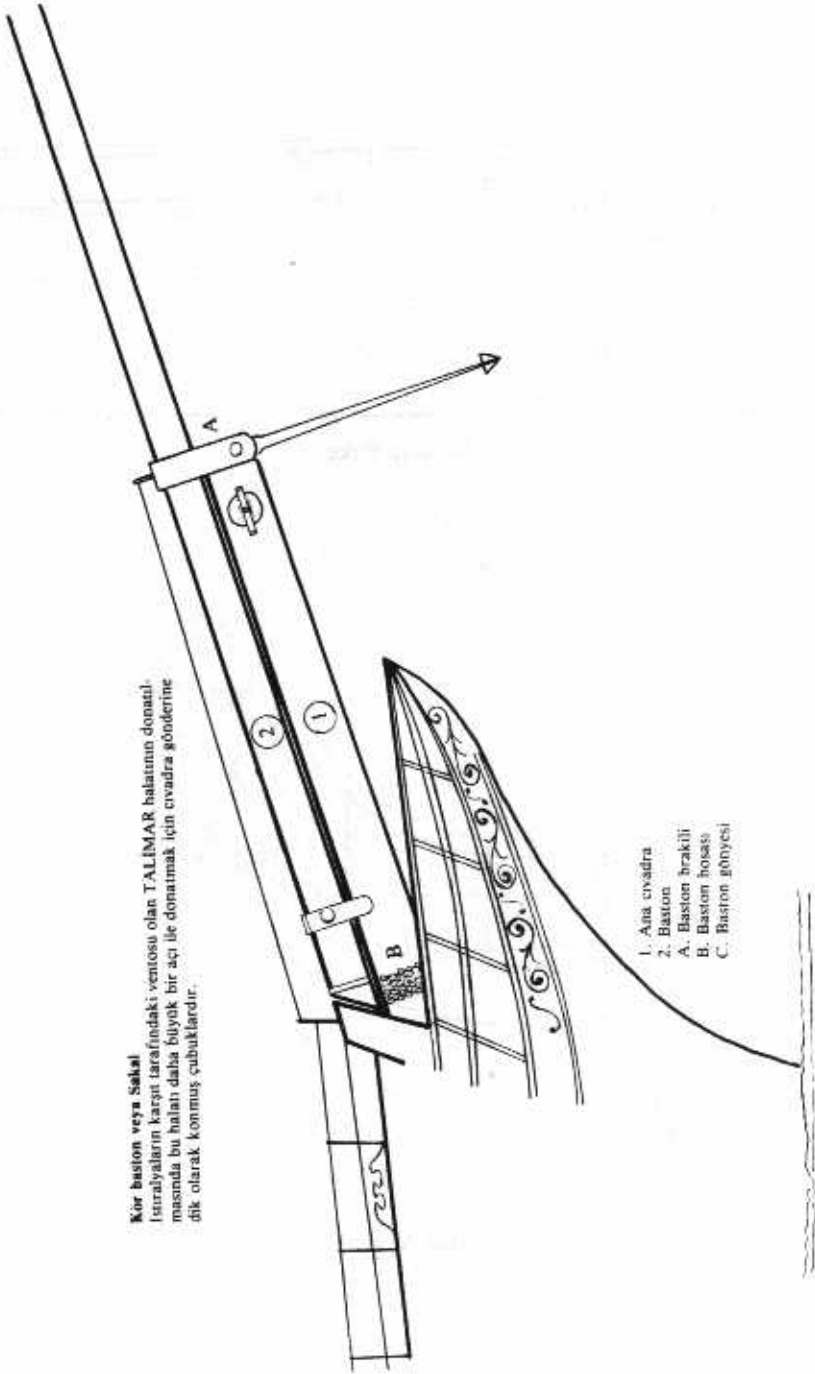 Kör baston veya Sakal
Istıralyaların karşıt tarafındaki ventosu olan TALİMAR halatının donatıl-
masında bu halatı daha büyük bir açı ile donatmak için cıvadra gönderine
dik olarak konmuş çubuklardır.
A
2
1
C
B
1. Ana cıvadra
2. Baston
A. Baston brakili
B. Baston bosası
C. Baston gönyesi